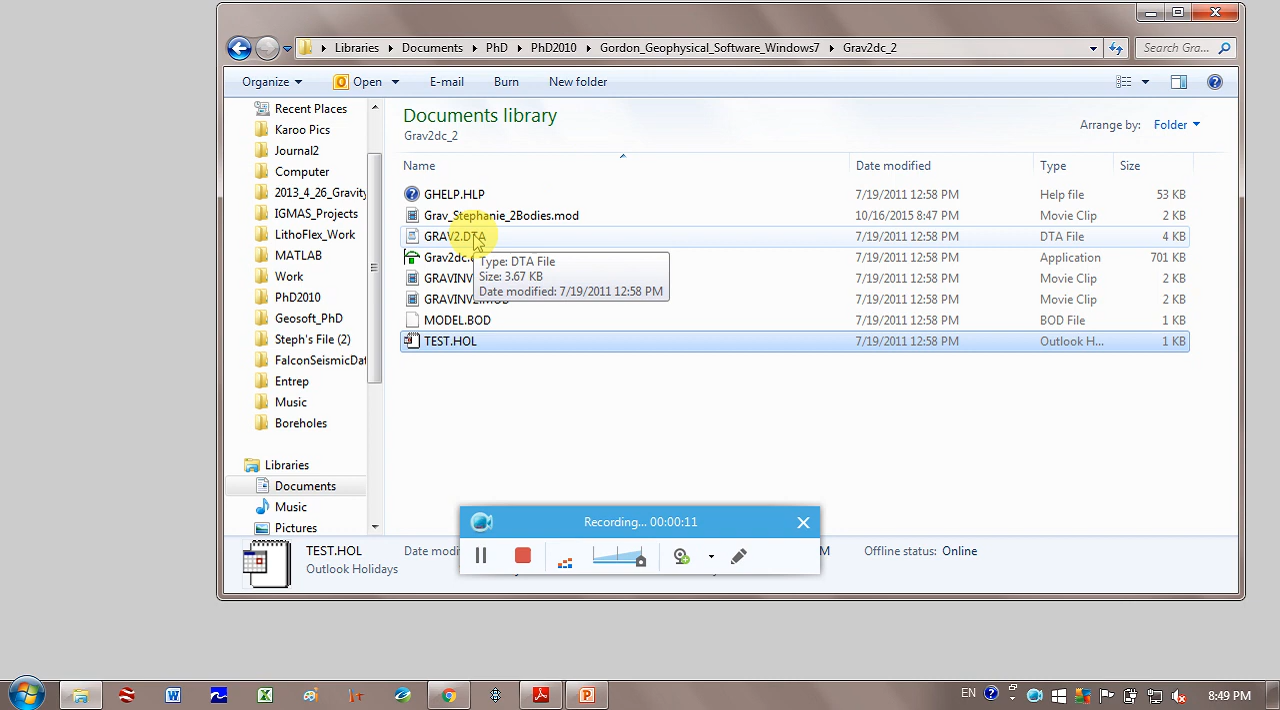 Libraries
Documents
PhD
PhD2010
Gordon_Geophysical_Software_Windows7
Grav2dc_2
Search Gra...
Organize
Open
E-mail
Burn
New folder
Recent Places
Karoo Pics
Journal2
Computer
2013_4_26_Gravity
IGMAS_Projects
LithoFlex_Work
MATLAB
Work
PhD2010
Geosoft_PhD
Steph's File (2)
FalconSeismicDat
Entrep
Music
Boreholes
Libraries
Documents
Music
Pictures
Documents library
Grav2dc_2
Arrange by: Folder
Name Date modified Type Size
GHELP.HLP 7/19/2011 12:58 PM Help file 53 KB
Grav_Stephanie_2Bodies.mod 10/16/2015 8:47 PM Movie Clip 2 KB
GRAV2.DTA 7/19/2011 12:58 PM DTA File 4 KB
Grav2dc. 7/19/2011 12:58 PM Application 701 KB
GRAVINV 7/19/2011 12:58 PM Movie Clip 2 KB
7/19/2011 12:58 PM Movie Clip 2 KB
MODEL.BOD 7/19/2011 12:58 PM BOD File 1 KB
TEST.HOL 7/19/2011 12:58 PM Outlook H... 1 KB
Type: DTA File
Size: 3.67 KB
Date modified: 7/19/2011 12:58 PM
Recording... 00:00:11
TEST.HOL
Outlook Holidays
Date modi
M
Offline status: Online
EN
8:49 PM